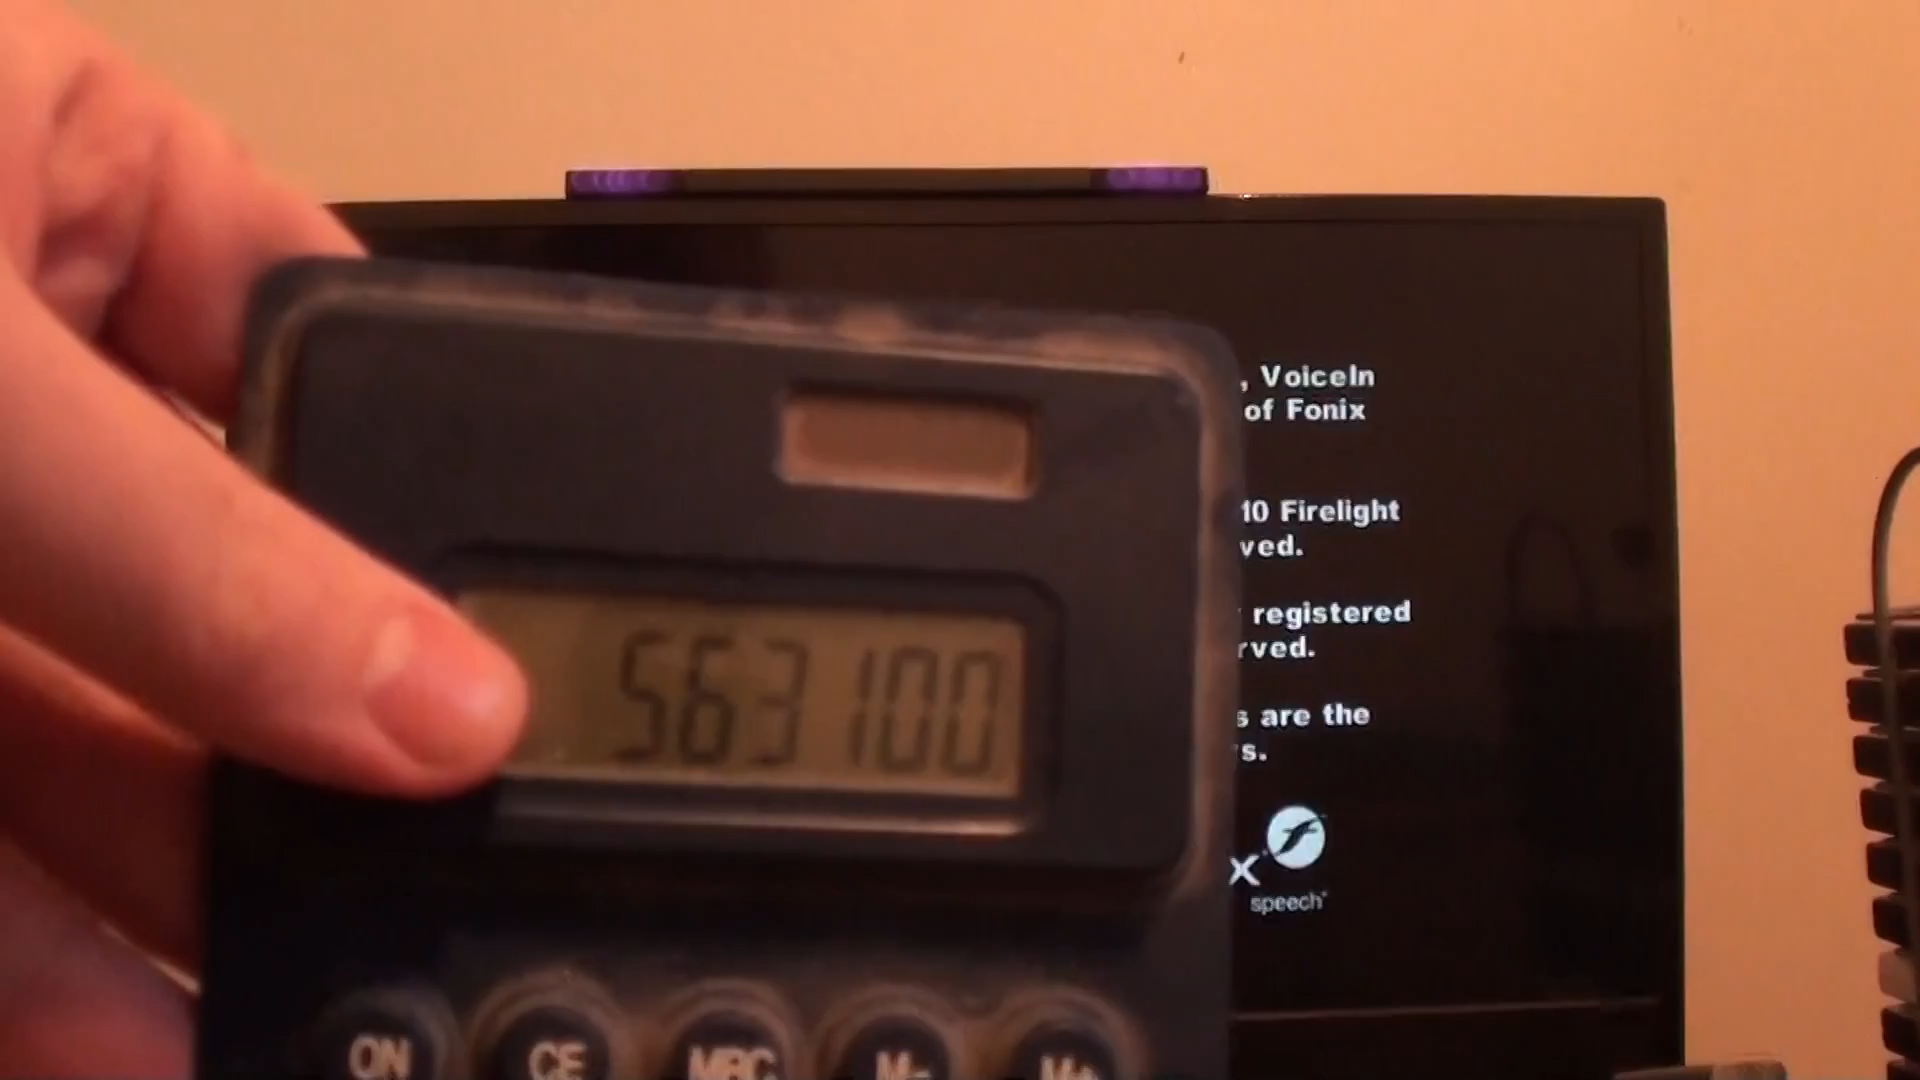 , VoiceIn
of Fonix
10 Firelight
ved.
registered
rved.
s are the
s.
563100
x
speech
ON
CE
MRC
M-
M+